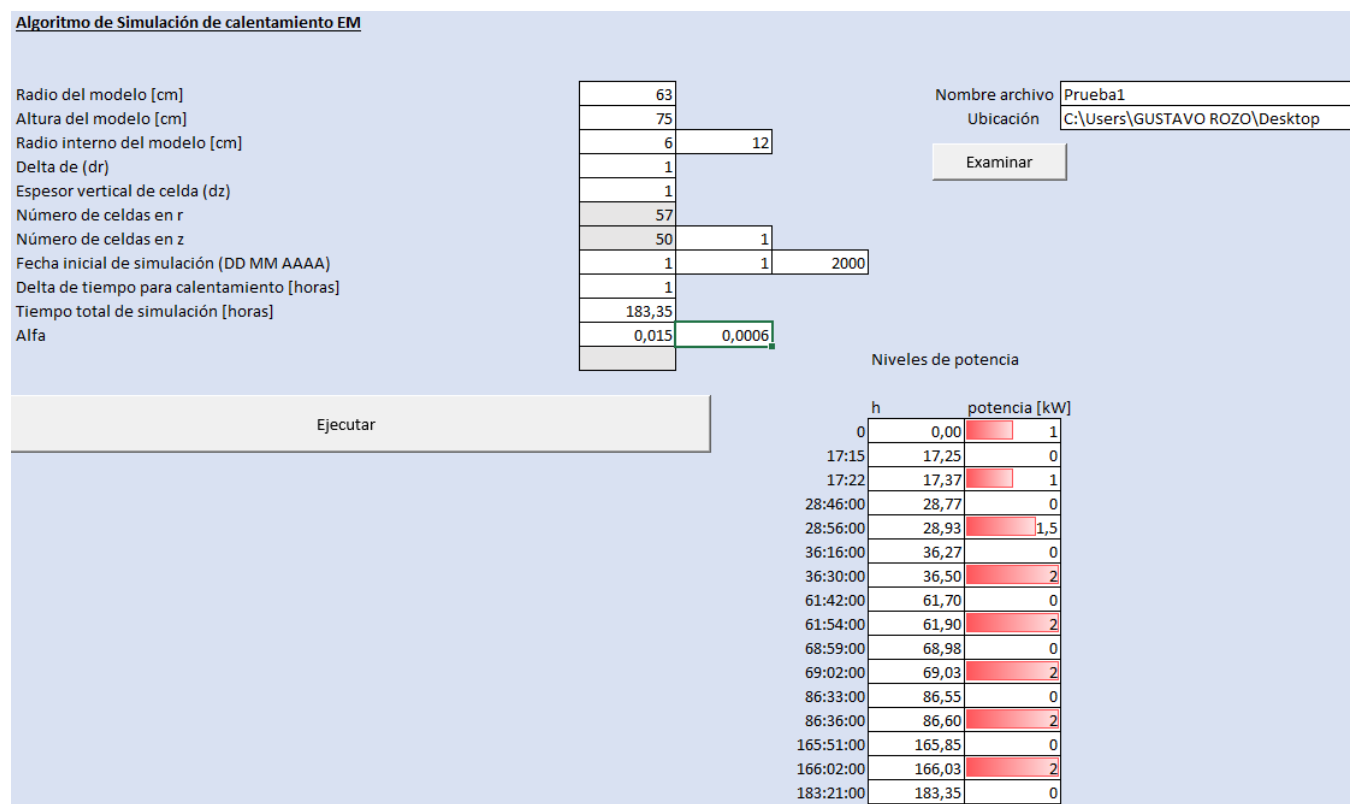 Algoritmo de Simulación de calentamiento EM
Radio del modelo [cm] 63 Nombre archivo Prueba1
Altura del modelo [cm] 75 Ubicación C:\Users\GUSTAVO ROZO\Desktop
Radio interno del modelo [cm] 6 12
Examinar
Delta de (dr) 1
Espesor vertical de celda (dz) 1
Número de celdas en r 57
Número de celdas en z 50 1
Fecha inicial de simulación (DD MM AAAA) 1 1 2000
Delta de tiempo para calentamiento [horas] 1
Tiempo total de simulación [horas] 183,35
Alfa 0,015 0,0006
Niveles de potencia
Ejecutar
h potencia [kW]
0 0,00 1
17:15 17,25 0
17:22 17,37 1
28:46:00 28,77 0
28:56:00 28,93 1,5
36:16:00 36,27 0
36:30:00 36,50 2
61:42:00 61,70 0
61:54:00 61,90 2
68:59:00 68,98 0
69:02:00 69,03 2
86:33:00 86,55 0
86:36:00 86,60 2
165:51:00 165,85 0
166:02:00 166,03 2
183:21:00 183,35 0